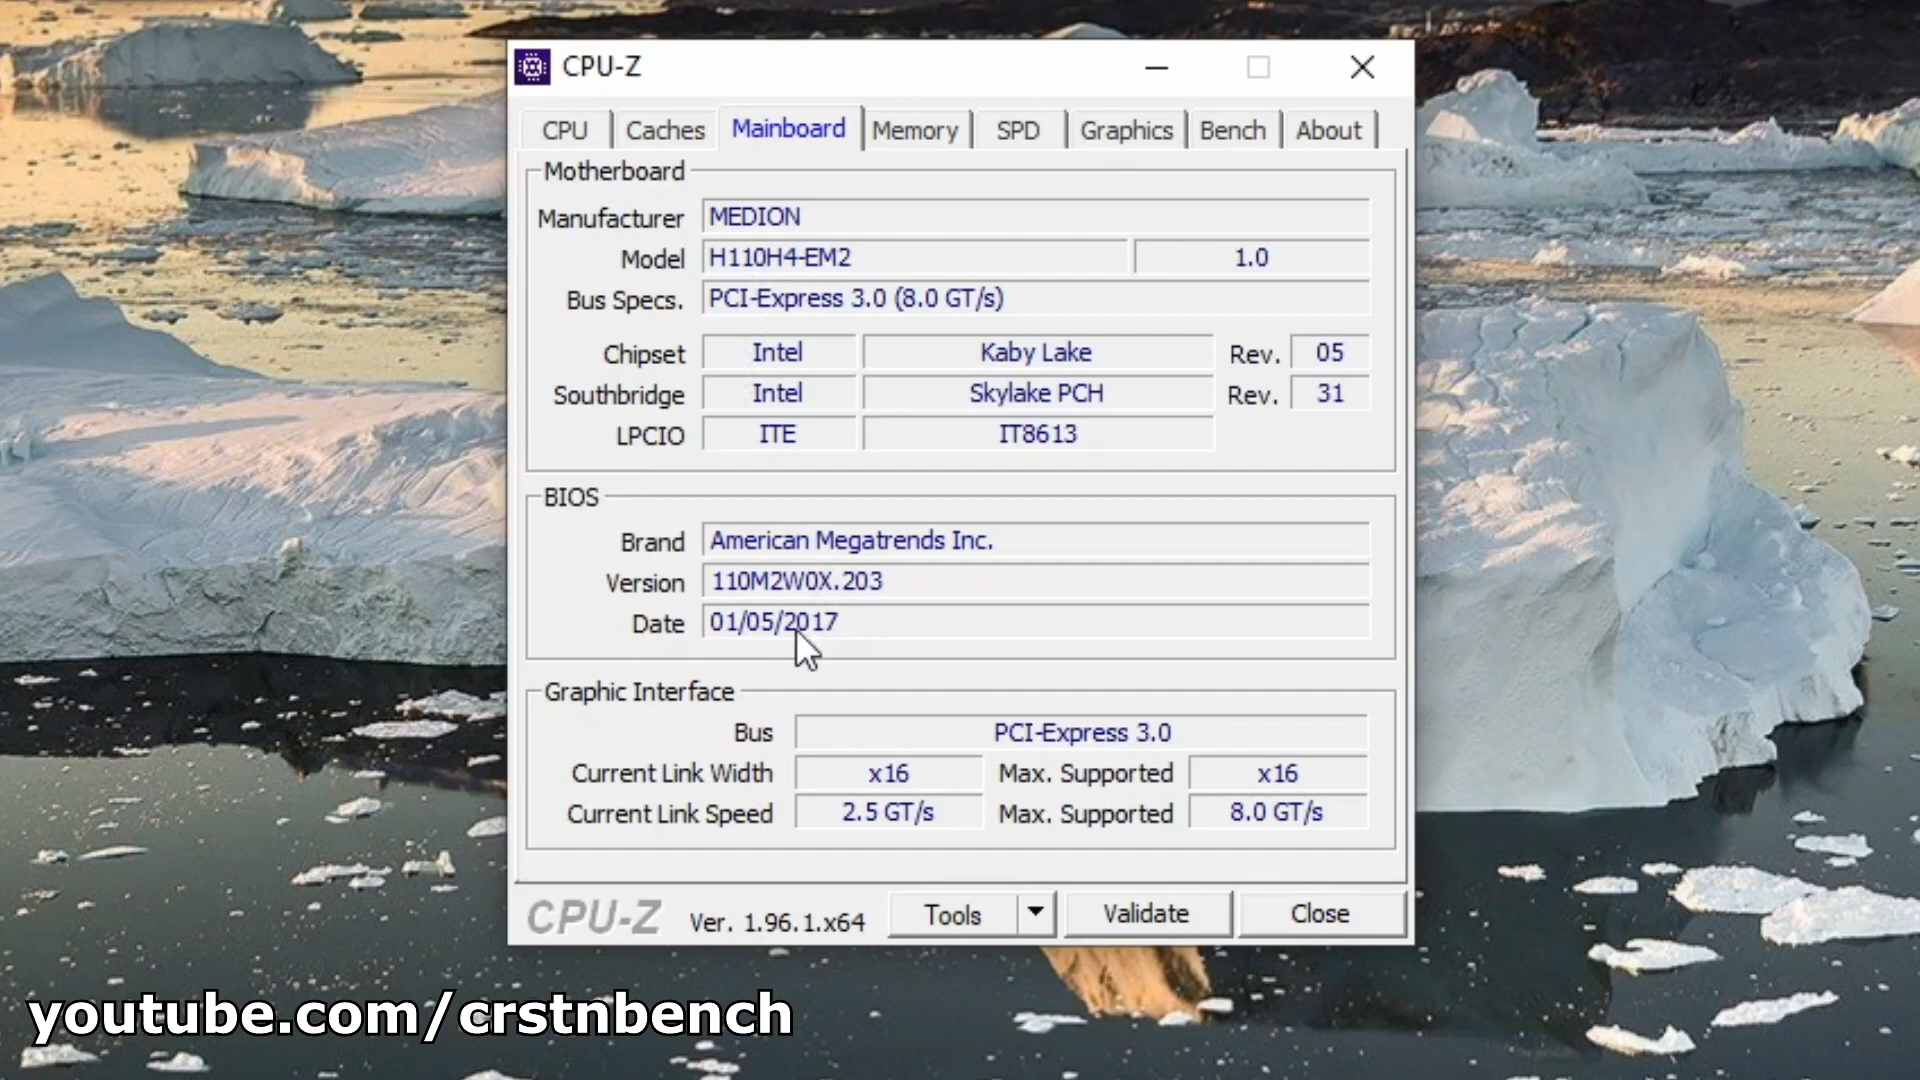 CPU-Z
CPU Caches Mainboard Memory SPD Graphics Bench About
Motherboard
Manufacturer MEDION
Model H110H4-EM2 1.0
Bus Specs. PCI-Express 3.0 (8.0 GT/s)
Chipset Intel Kaby Lake Rev. 05
Southbridge Intel Skylake PCH Rev. 31
LPCIO ITE IT8613
BIOS
Brand American Megatrends Inc.
Version 110M2W0X.203
Date 01/05/2017
Graphic Interface
Bus PCI-Express 3.0
Current Link Width x16 Max. Supported x16
Current Link Speed 2.5 GT/s Max. Supported 8.0 GT/s
CPU-Z Ver. 1.96.1.x64 Tools Validate Close
youtube.com/crstnbench